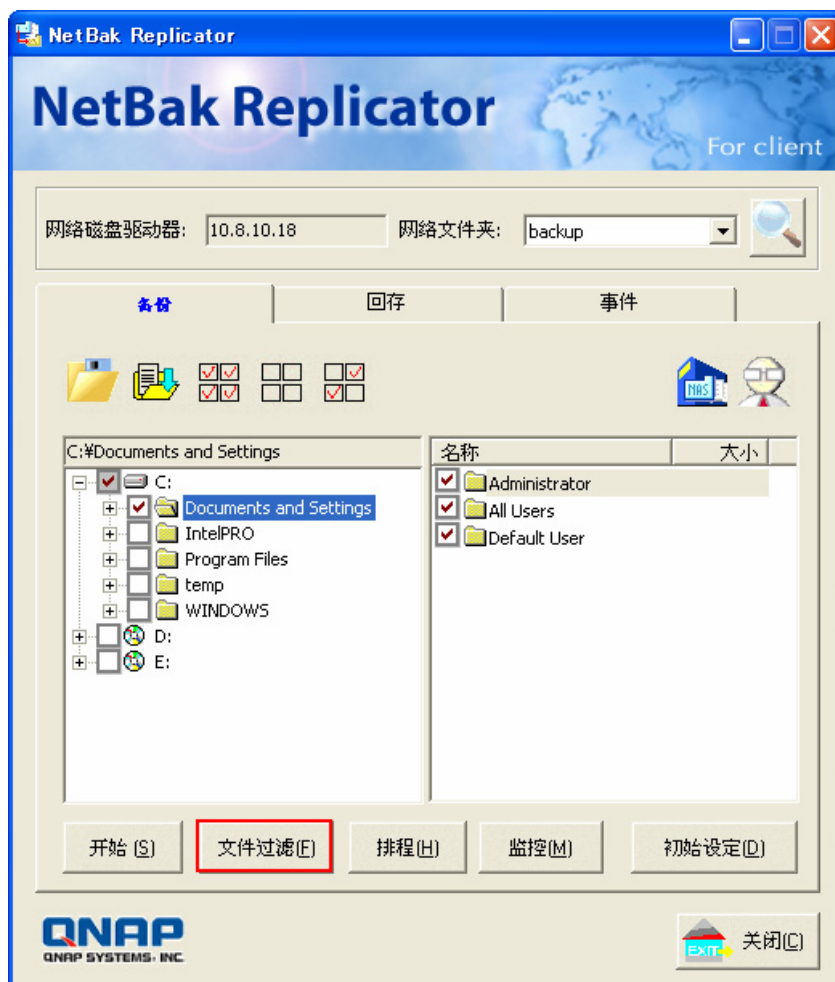 NetBak Replicator
NetBak Replicator
For client
网络磁盘驱动器: 10.8.10.18 网络文件夹: backup
备份 回存 事件
NAS
C:¥Documents and Settings
C:
Documents and Settings
IntelPRO
Program Files
temp
WINDOWS
D:
E:
名称 大小
Administrator
All Users
Default User
开始 (S) 文件过滤(F) 排程(H) 监控(M) 初始设定(D)
QNAP
QNAP SYSTEMS, INC.
EXIT 关闭(C)